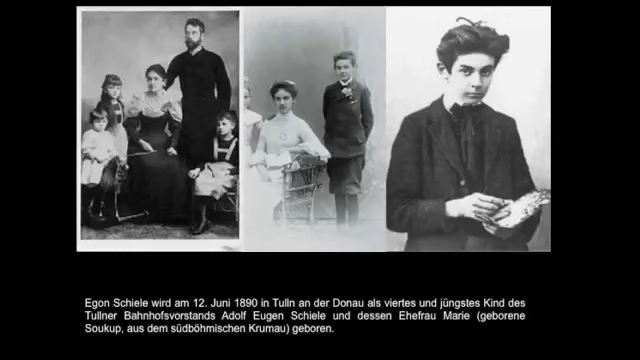 Egon Schiele wird am 12. Juni 1890 in Tulln an der Donau als viertes und jüngstes Kind des
Tullner Bahnhofsvorstands Adolf Eugen Schiele und dessen Ehefrau Marie (geborene
Soukup, aus dem südböhmischen Krumau) geboren.